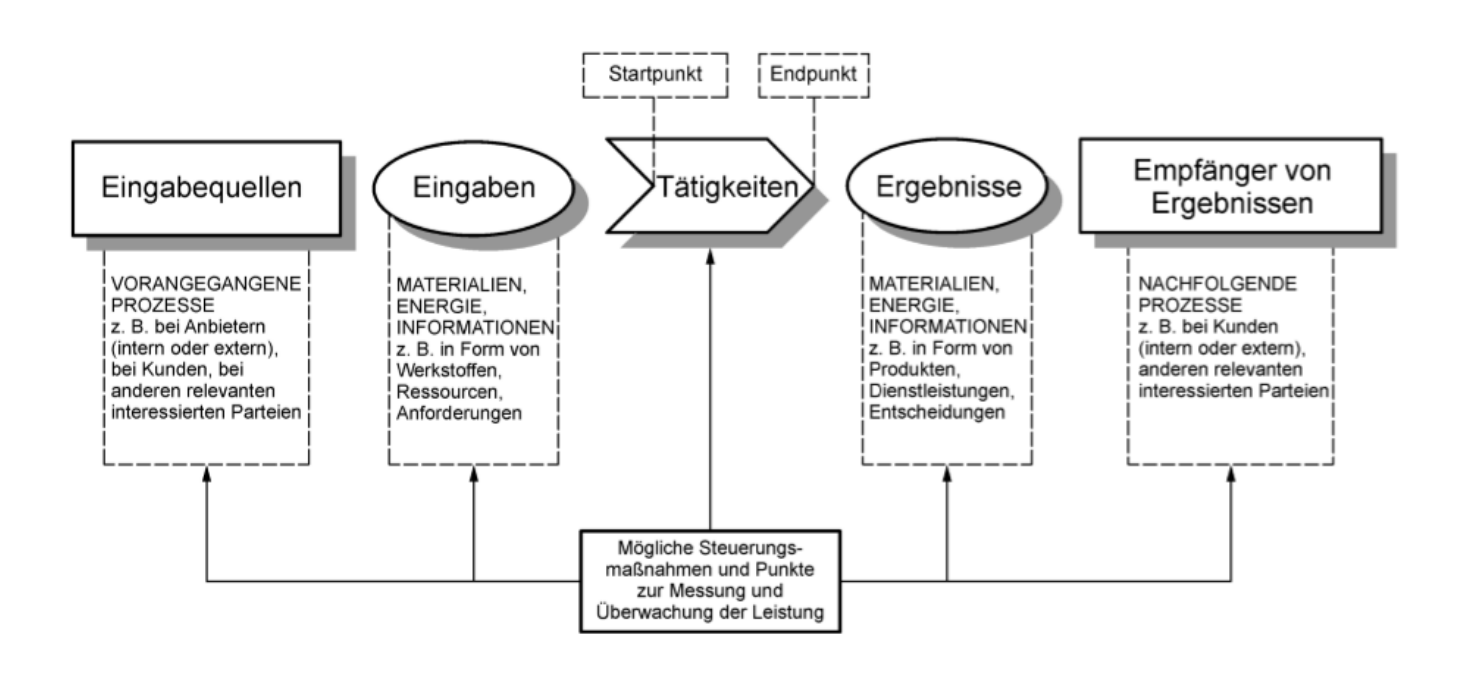 Startpunkt
Endpunkt
Eingabequellen
Eingaben
Tätigkeiten
Ergebnisse
Empfänger von
Ergebnissen
VORANGEGANGENE
PROZESSE
z. B. bei Anbietern
(intern oder extern),
bei Kunden, bei
anderen relevanten
interessierten Parteien
MATERIALIEN,
ENERGIE,
INFORMATIONEN
z. B. in Form von
Werkstoffen,
Ressourcen,
Anforderungen
MATERIALIEN,
ENERGIE,
INFORMATIONEN
z. B. in Form von
Produkten,
Dienstleistungen,
Entscheidungen
NACHFOLGENDE
PROZESSE
z. B. bei Kunden
(intern oder extern),
anderen relevanten
interessierten Parteien
Mögliche Steuerungs-
maßnahmen und Punkte
zur Messung und
Überwachung der Leistung